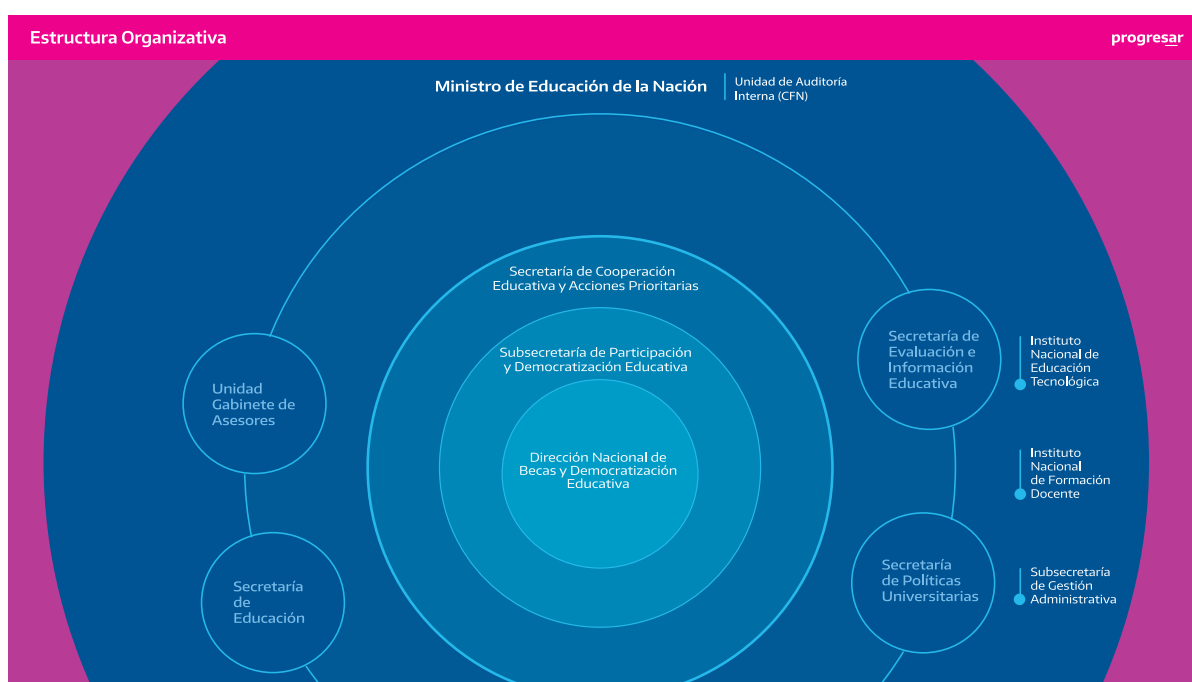 Estructura Organizativa
progresar
Ministro de Educación de la Nación
Unidad de Auditoría
Interna (CFN)
Secretaría de Cooperación
Educativa y Acciones Prioritarias
Subsecretaría de Participación
y Democratización Educativa
Dirección Nacional de
Becas y Democratización
Educativa
Unidad
Gabinete de
Asesores
Secretaría
de
Educación
Secretaría de
Evaluación e
Información
Educativa
Secretaría
de Políticas
Universitarias
Instituto
Nacional de
Educación
Tecnológica
Instituto
Nacional
de Formación
Docente
Subsecretaría
de Gestión
Administrativa